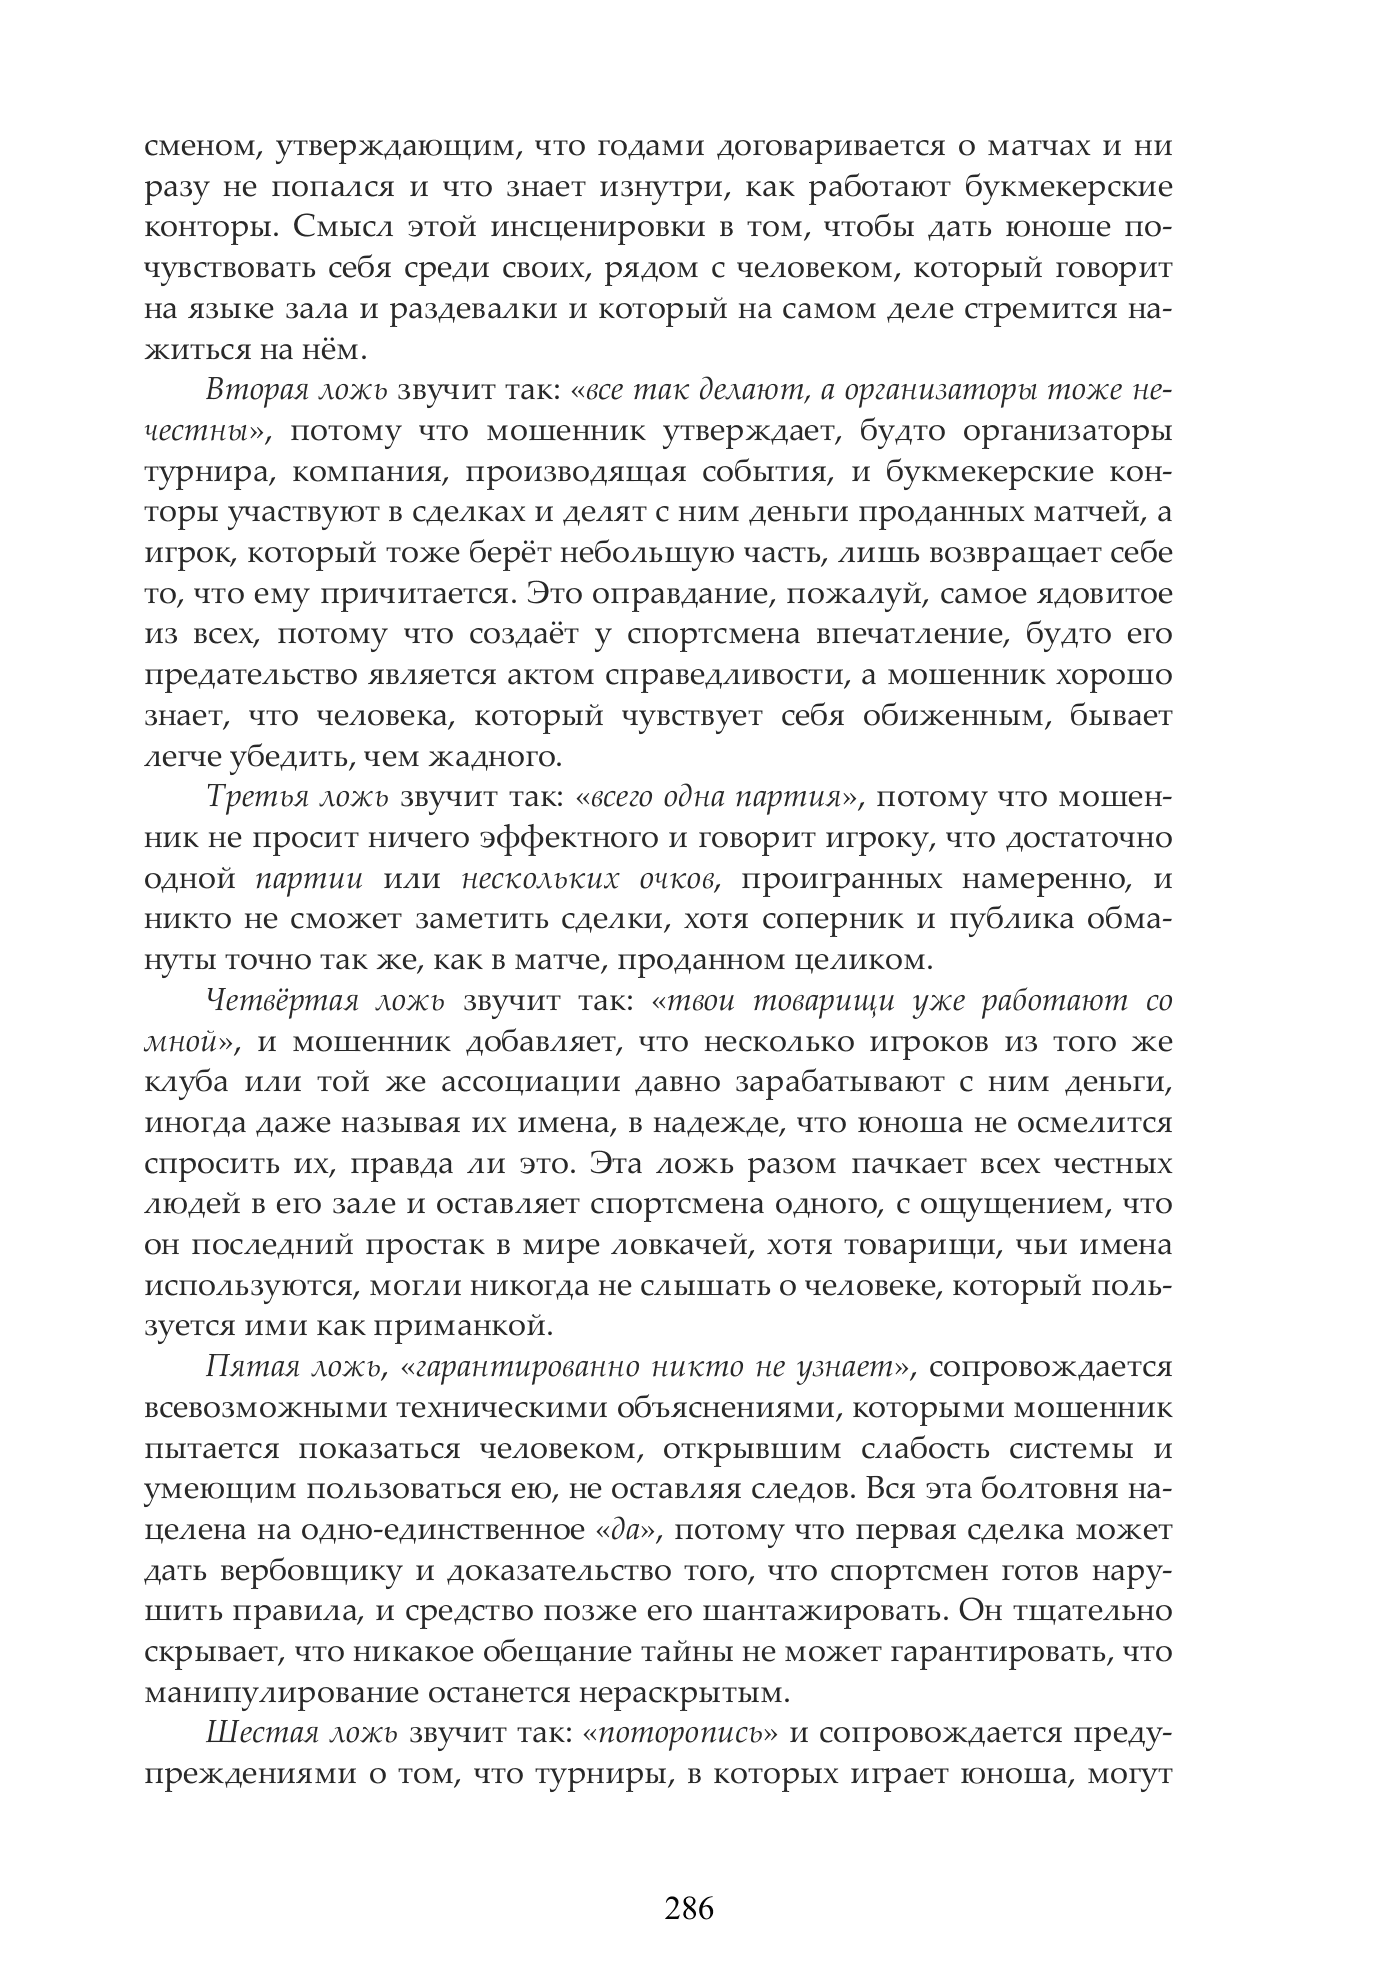 сменом, утверждающим, что годами договаривается о матчах и ни
разу не попался и что знает изнутри, как работают букмекерские
конторы. Смысл этой инсценировки в том, чтобы дать юноше по-
чувствовать себя среди своих, рядом с человеком, который говорит
на языке зала и раздевалки и который на самом деле стремится на-
житься на нём.
Вторая ложь звучит так: «все так делают, а организаторы тоже не-
честны», потому что мошенник утверждает, будто организаторы
турнира, компания, производящая события, и букмекерские кон-
торы участвуют в сделках и делят с ним деньги проданных матчей, а
игрок, который тоже берёт небольшую часть, лишь возвращает себе
то, что ему причитается. Это оправдание, пожалуй, самое ядовитое
из всех, потому что создаёт у спортсмена впечатление, будто его
предательство является актом справедливости, а мошенник хорошо
знает, что человека, который чувствует себя обиженным, бывает
легче убедить, чем жадного.
Третья ложь звучит так: «всего одна партия», потому что мошен-
ник не просит ничего эффектного и говорит игроку, что достаточно
одной партии или нескольких очков, проигранных намеренно, и
никто не сможет заметить сделки, хотя соперник и публика обма-
нуты точно так же, как в матче, проданном целиком.
Четвёртая ложь звучит так: «твои товарищи уже работают со
мной», и мошенник добавляет, что несколько игроков из того же
клуба или той же ассоциации давно зарабатывают с ним деньги,
иногда даже называя их имена, в надежде, что юноша не осмелится
спросить их, правда ли это. Эта ложь разом пачкает всех честных
людей в его зале и оставляет спортсмена одного, с ощущением, что
он последний простак в мире ловкачей, хотя товарищи, чьи имена
используются, могли никогда не слышать о человеке, который поль-
зуется ими как приманкой.
Пятая ложь, «гарантированно никто не узнает», сопровождается
всевозможными техническими объяснениями, которыми мошенник
пытается показаться человеком, открывшим слабость системы и
умеющим пользоваться ею, не оставляя следов. Вся эта болтовня на-
целена на одно-единственное «да», потому что первая сделка может
дать вербовщику и доказательство того, что спортсмен готов нару-
шить правила, и средство позже его шантажировать. Он тщательно
скрывает, что никакое обещание тайны не может гарантировать, что
манипулирование останется нераскрытым.
Шестая ложь звучит так: «поторопись» и сопровождается преду-
преждениями о том, что турниры, в которых играет юноша, могут
286